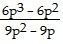 6p³ – 6p²
9p² – 9p